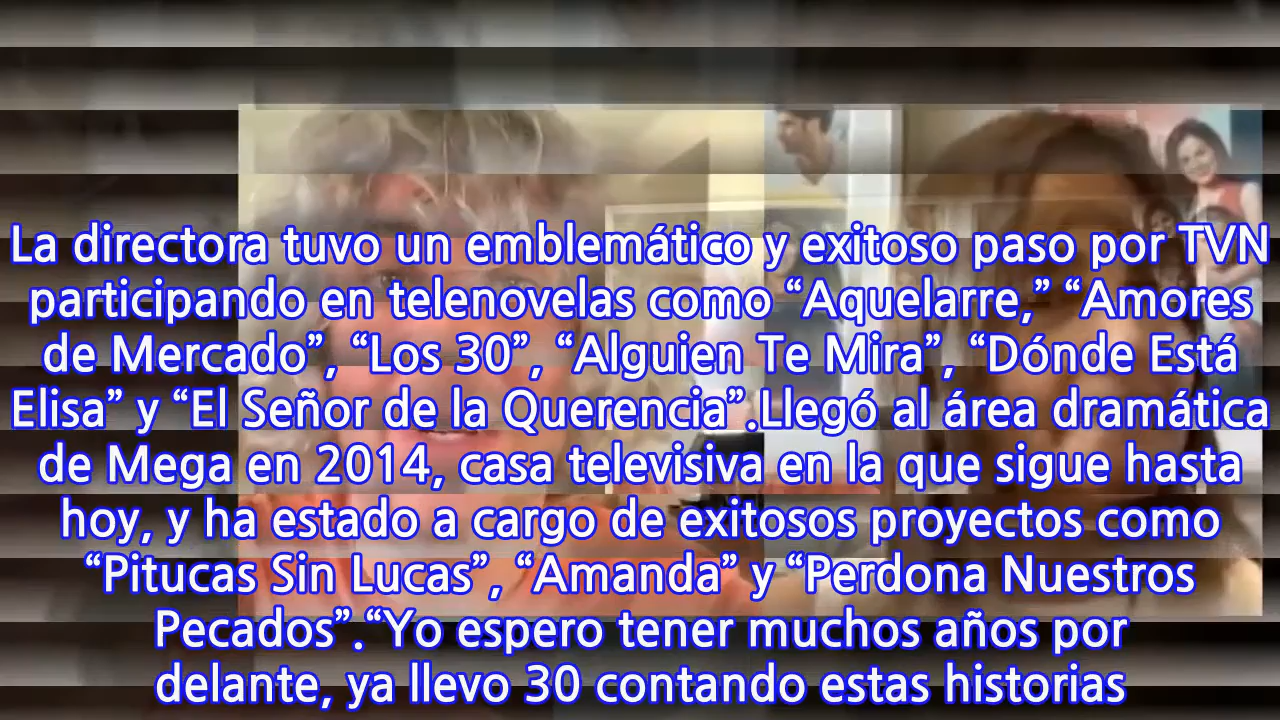 La directora tuvo un emblemático y exitoso paso por TVN
participando en telenovelas como “Aquelarre,” “Amores
de Mercado”, “Los 30”, “Alguien Te Mira”, “Dónde Está
Elisa” y “El Señor de la Querencia”.Llegó al área dramática
de Mega en 2014, casa televisiva en la que sigue hasta
hoy, y ha estado a cargo de exitosos proyectos como
“Pitucas Sin Lucas”, “Amanda” y “Perdona Nuestros
Pecados”.“Yo espero tener muchos años por
delante, ya llevo 30 contando estas historias